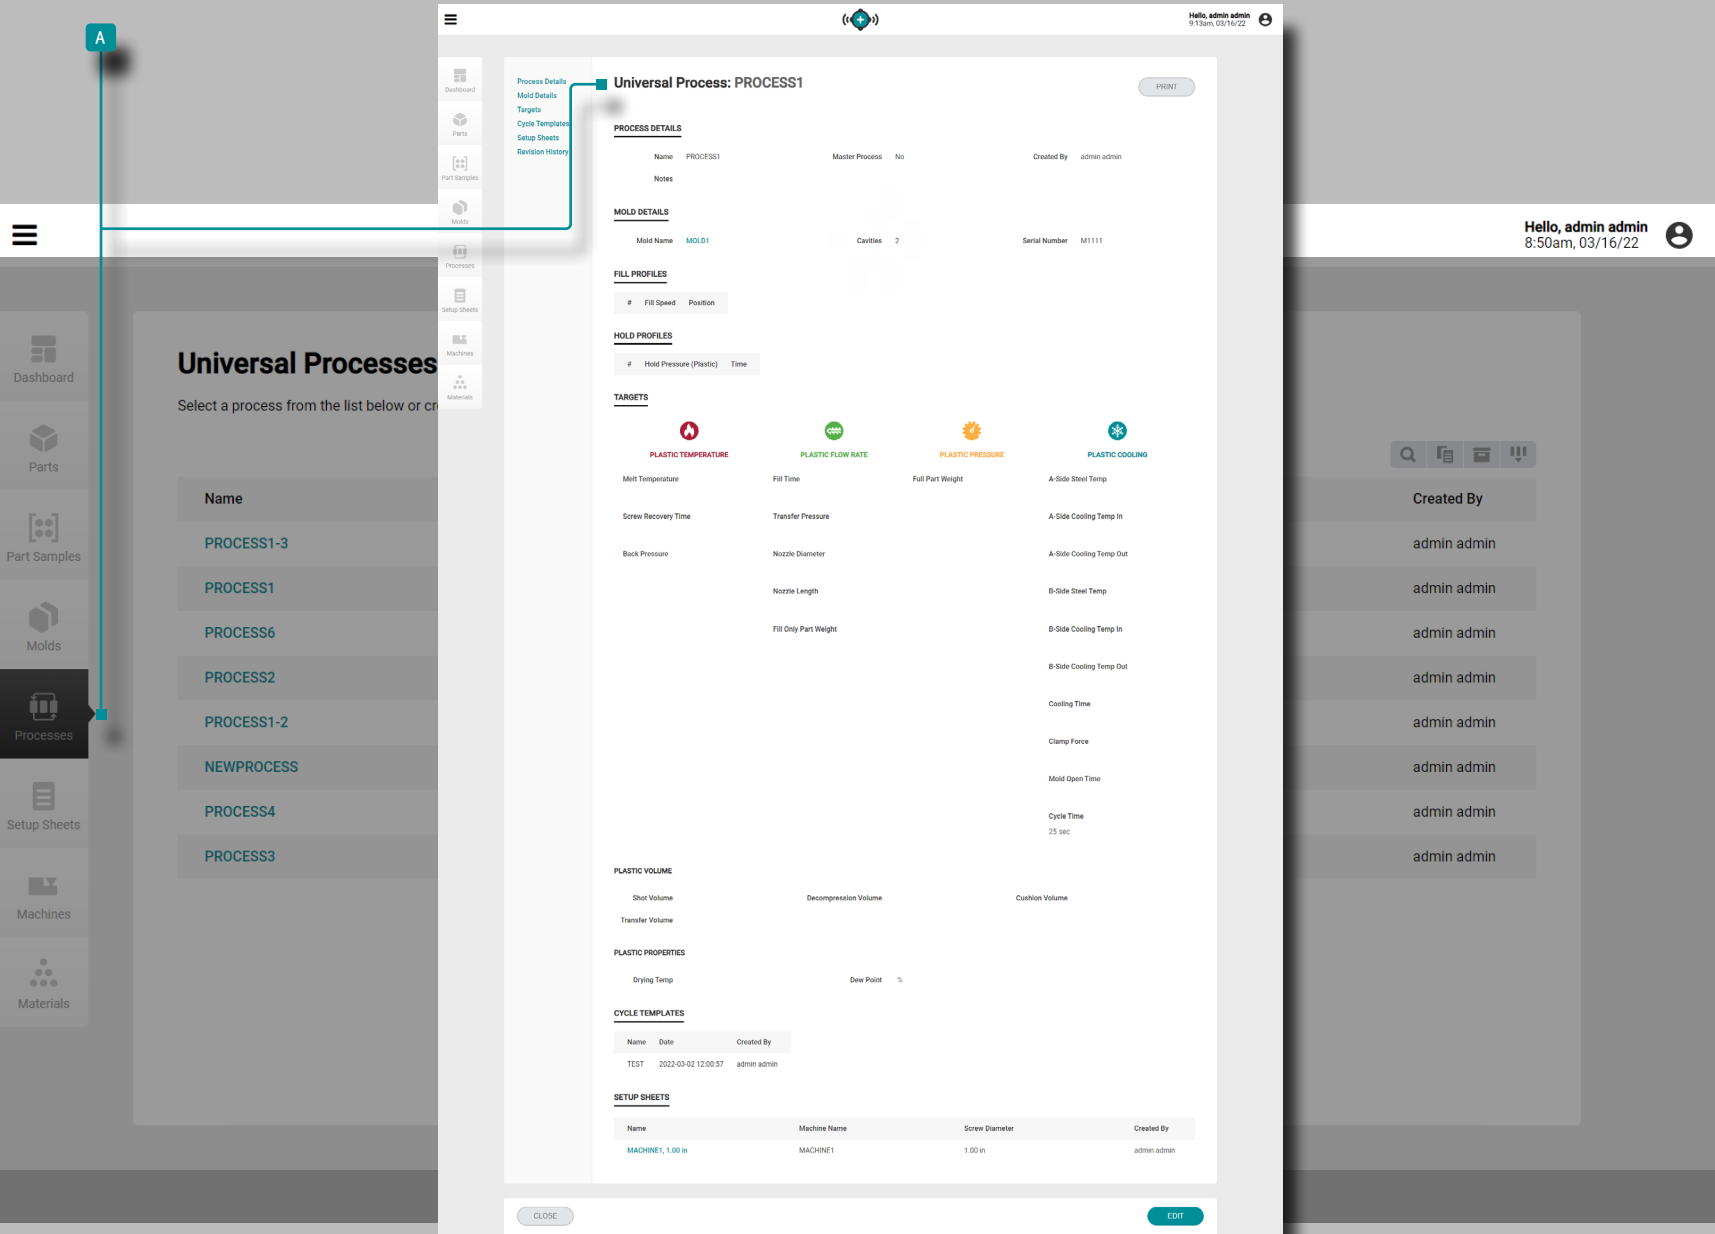 A
Hello, admin admin
9:13am, 03/16/22
Dashboard
Parts
Part Samples
Molds
Processes
Setup Sheets
Machines
Materials
Process Details
Mold Details
Targets
Cycle Templates
Setup Sheets
Revision History
Universal Process: PROCESS1
PRINT
PROCESS DETAILS
Name PROCESS1 Master Process No Created By admin admin
Notes
MOLD DETAILS
Mold Name MOLD1 Cavities 2 Serial Number M1111
FILL PROFILES
# Fill Speed Position
HOLD PROFILES
# Hold Pressure (Plastic) Time
TARGETS
PLASTIC TEMPERATURE PLASTIC FLOW RATE PLASTIC PRESSURE PLASTIC COOLING
Melt Temperature Fill Time Full Part Weight A-Side Steel Temp
Screw Recovery Time Transfer Pressure A-Side Cooling Temp In
Back Pressure Nozzle Diameter A-Side Cooling Temp Out
Nozzle Length B-Side Steel Temp
Fill Only Part Weight B-Side Cooling Temp In
B-Side Cooling Temp Out
Cooling Time
Clamp Force
Mold Open Time
Cycle Time
25 sec
PLASTIC VOLUME
Shot Volume Decompression Volume Cushion Volume
Transfer Volume
PLASTIC PROPERTIES
Drying Temp Dew Point %
CYCLE TEMPLATES
Name Date Created By
TEST 2022-03-02 12:00:57 admin admin
SETUP SHEETS
Name Machine Name Screw Diameter Created By
MACHINE1, 1.00 in MACHINE1 1.00 in admin admin
CLOSE EDIT
Hello, admin admin
8:50am, 03/16/22
Dashboard
Parts
Part Samples
Molds
Processes
Setup Sheets
Machines
Materials
Universal Processes
Select a process from the list below or cr
Name Created By
PROCESS1-3 admin admin
PROCESS1 admin admin
PROCESS6 admin admin
PROCESS2 admin admin
PROCESS1-2 admin admin
NEWPROCESS admin admin
PROCESS4 admin admin
PROCESS3 admin admin